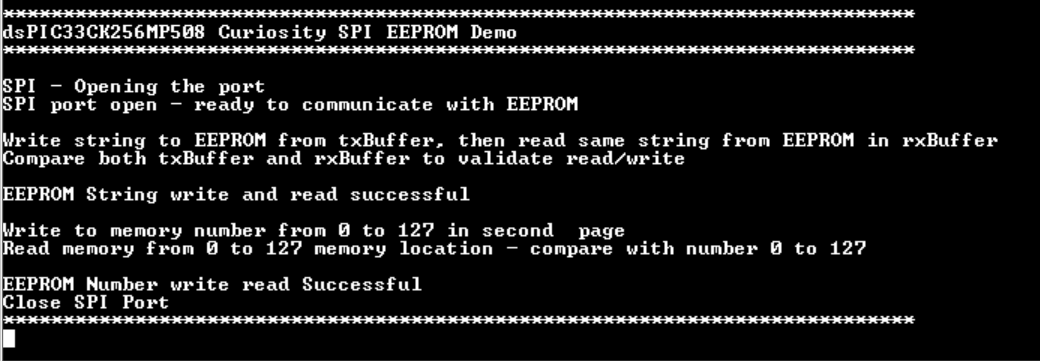 ****************************************************************************
dsPIC33CK256MP508 Curiosity SPI EEPROM Demo
****************************************************************************
SPI - Opening the port
SPI port open - ready to communicate with EEPROM
Write string to EEPROM from txBuffer, then read same string from EEPROM in rxBuffer
Compare both txBuffer and rxBuffer to validate read/write
EEPROM String write and read successful
Write to memory number from 0 to 127 in second  page
Read memory from 0 to 127 memory location - compare with number 0 to 127
EEPROM Number write read Successful
Close SPI Port
****************************************************************************